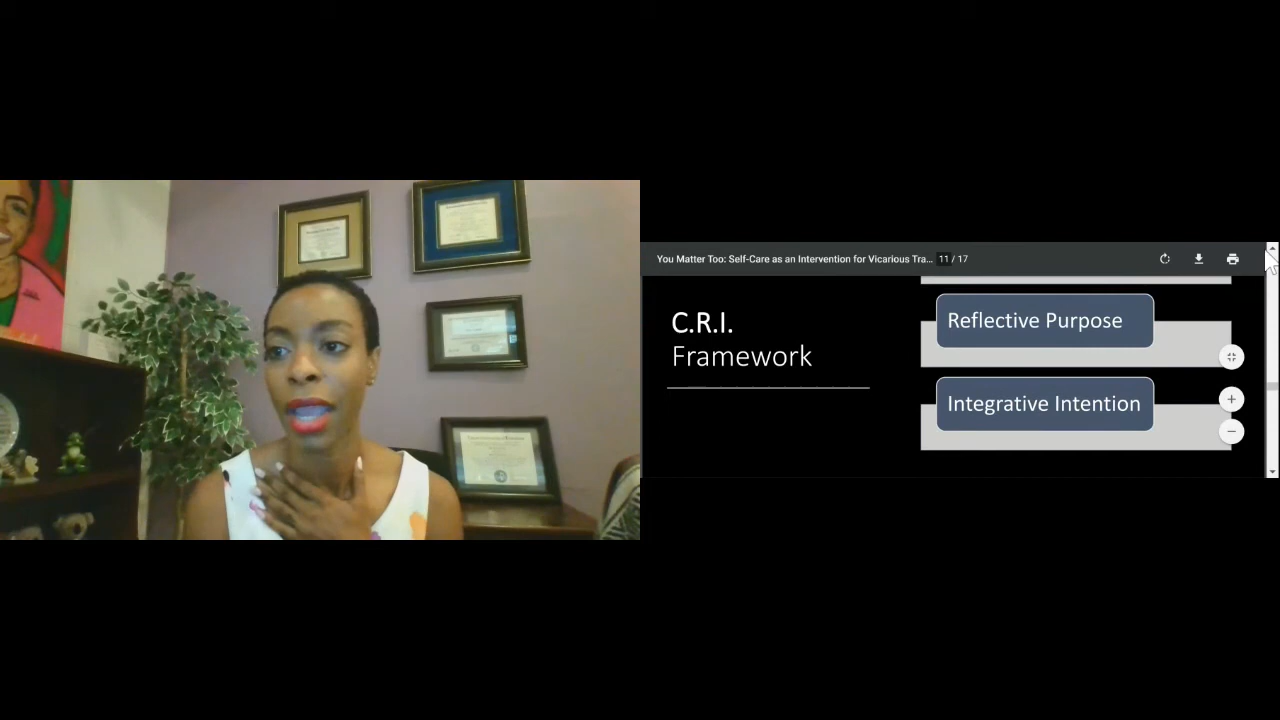 You Matter Too: Self-Care as an Intervention for Vicarious Tra... 11 / 17
C.R.I.
Framework
Reflective Purpose
Integrative Intention